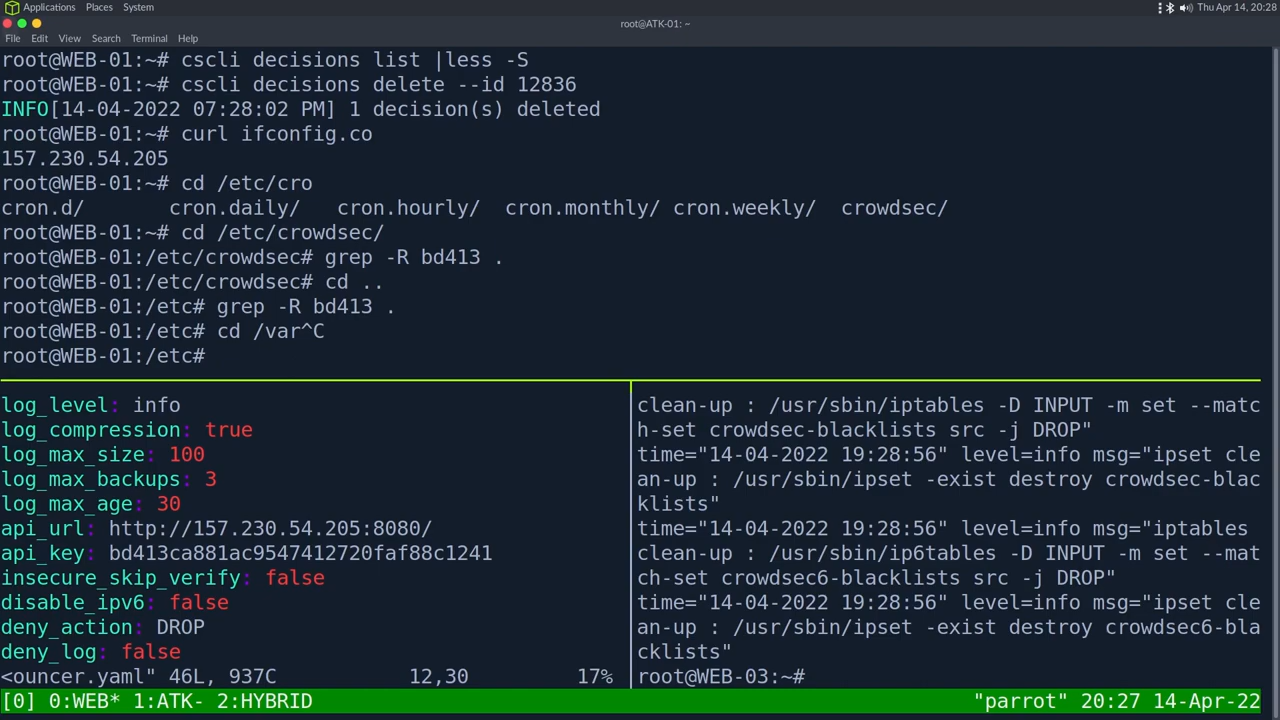 Applications Places System
Thu Apr 14, 20:28
root@ATK-01: ~
File Edit View Search Terminal Help
root@WEB-01:~# cscli decisions list |less -S
root@WEB-01:~# cscli decisions delete --id 12836
INFO[14-04-2022 07:28:02 PM] 1 decision(s) deleted
root@WEB-01:~# curl ifconfig.co
157.230.54.205
root@WEB-01:~# cd /etc/cro
cron.d/ cron.daily/ cron.hourly/ cron.monthly/ cron.weekly/ crowdsec/
root@WEB-01:~# cd /etc/crowdsec/
root@WEB-01:/etc/crowdsec# grep -R bd413 .
root@WEB-01:/etc/crowdsec# cd ..
root@WEB-01:/etc# grep -R bd413 .
root@WEB-01:/etc# cd /var^C
root@WEB-01:/etc#
log_level: info
log_compression: true
log_max_size: 100
log_max_backups: 3
log_max_age: 30
api_url: http://157.230.54.205:8080/
api_key: bd413ca881ac9547412720faf88c1241
insecure_skip_verify: false
disable_ipv6: false
deny_action: DROP
deny_log: false
<ouncer.yaml" 46L, 937C 12,30 17%
clean-up : /usr/sbin/iptables -D INPUT -m set --matc
h-set crowdsec-blacklists src -j DROP"
time="14-04-2022 19:28:56" level=info msg="ipset cle
an-up : /usr/sbin/ipset -exist destroy crowdsec-blac
klists"
time="14-04-2022 19:28:56" level=info msg="iptables
clean-up : /usr/sbin/ip6tables -D INPUT -m set --mat
ch-set crowdsec6-blacklists src -j DROP"
time="14-04-2022 19:28:56" level=info msg="ipset cle
an-up : /usr/sbin/ipset -exist destroy crowdsec6-bla
cklists"
root@WEB-03:~#
[0] 0:WEB* 1:ATK- 2:HYBRID
"parrot" 20:27 14-Apr-22